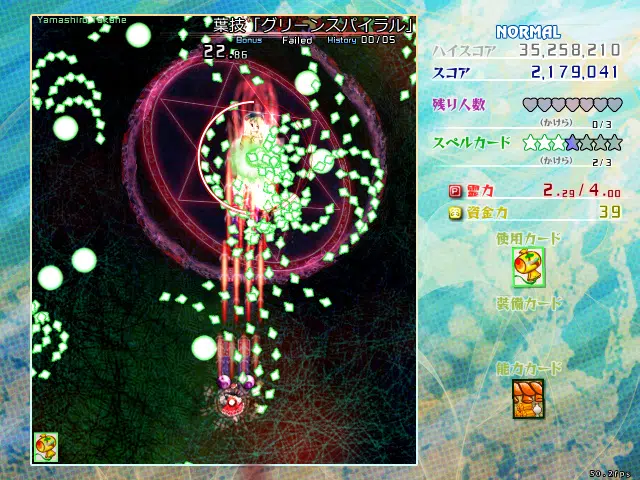 Yamashiro Takane
葉技「グリーンスパイラル」
Bonus Failed History 00/05
22.86
NORMAL
ハイスコア 35,258,210
スコア 2,179,041
残り人数
(かけら) 0/3
スペルカード
(かけら) 2/3
P 霊力 2.29/4.00
資金力 39
使用カード
装備カード
能力カード
50.2fps